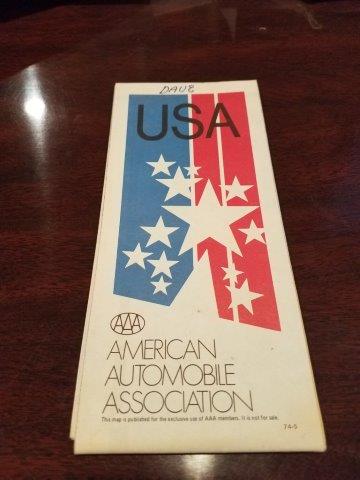 DAVE
USA
AAA
AMERICAN
AUTOMOBILE
ASSOCIATION
This map is published for the exclusive use of AAA members. It is not for sale.
74-5